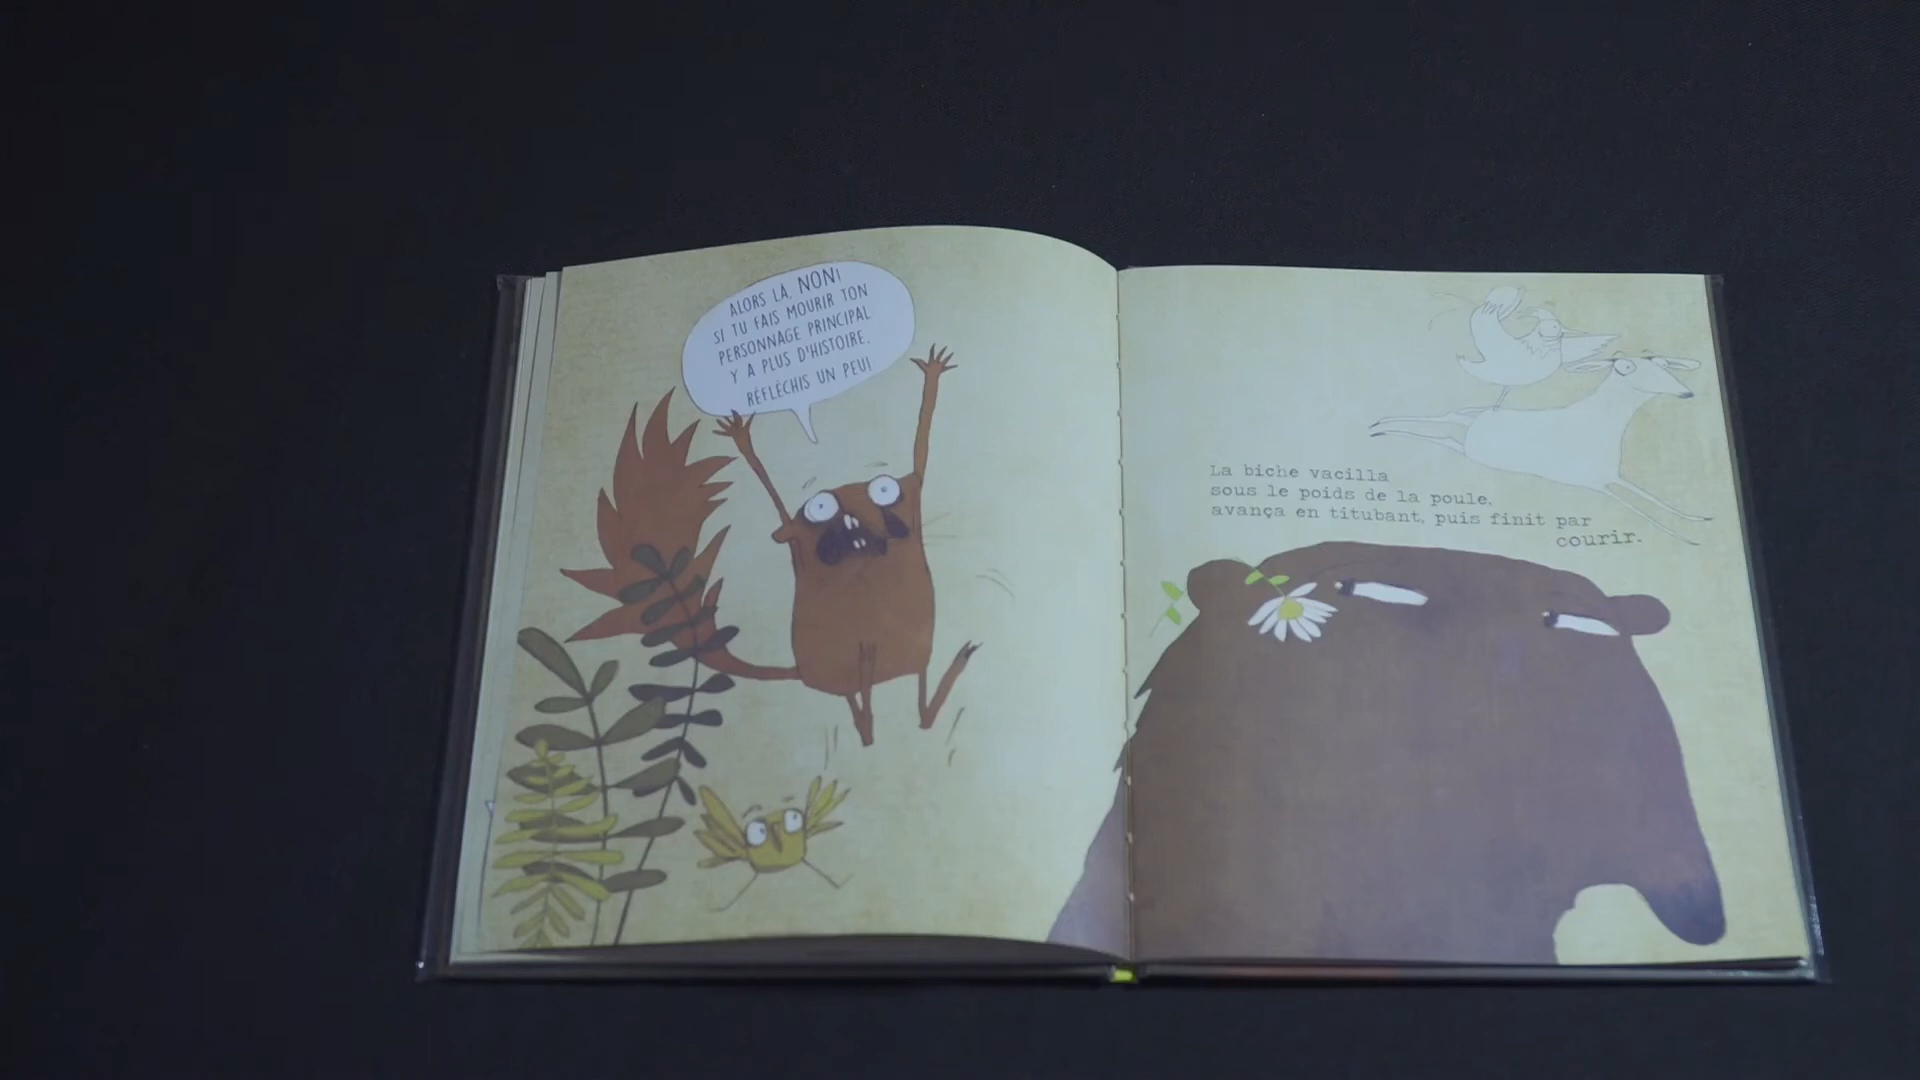 ALORS LÀ, NON!
SI TU FAIS MOURIR TON
PERSONNAGE PRINCIPAL
Y A PLUS D'HISTOIRE.
RÉFLÉCHIS UN PEU!
La biche vacilla
sous le poids de la poule,
avança en titubant, puis finit par
courir.